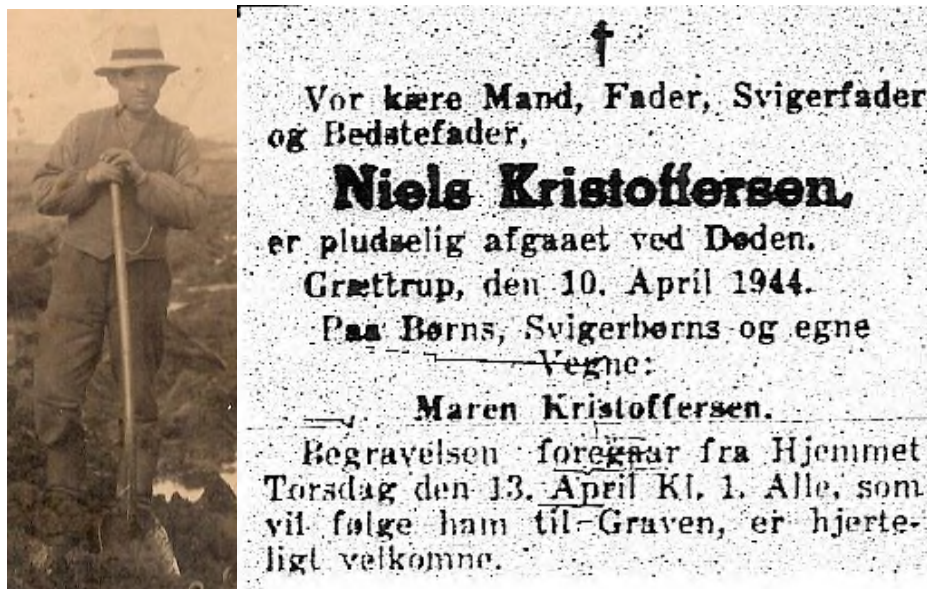 Vor kære Mand, Fader, Svigerfader
og Bedstefader,
Niels Kristoffersen,
er pludselig afgaaet ved Døden.
Grættrup, den 10. April 1944.
Paa Børns, Svigerbørns og egne
Vegne:
Maren Kristoffersen.
Begravelsen foregaar fra Hjemmet
Torsdag den 13. April Kl. 1. Alle, som
vil følge ham til Graven, er hjerte-
ligt velkomne.